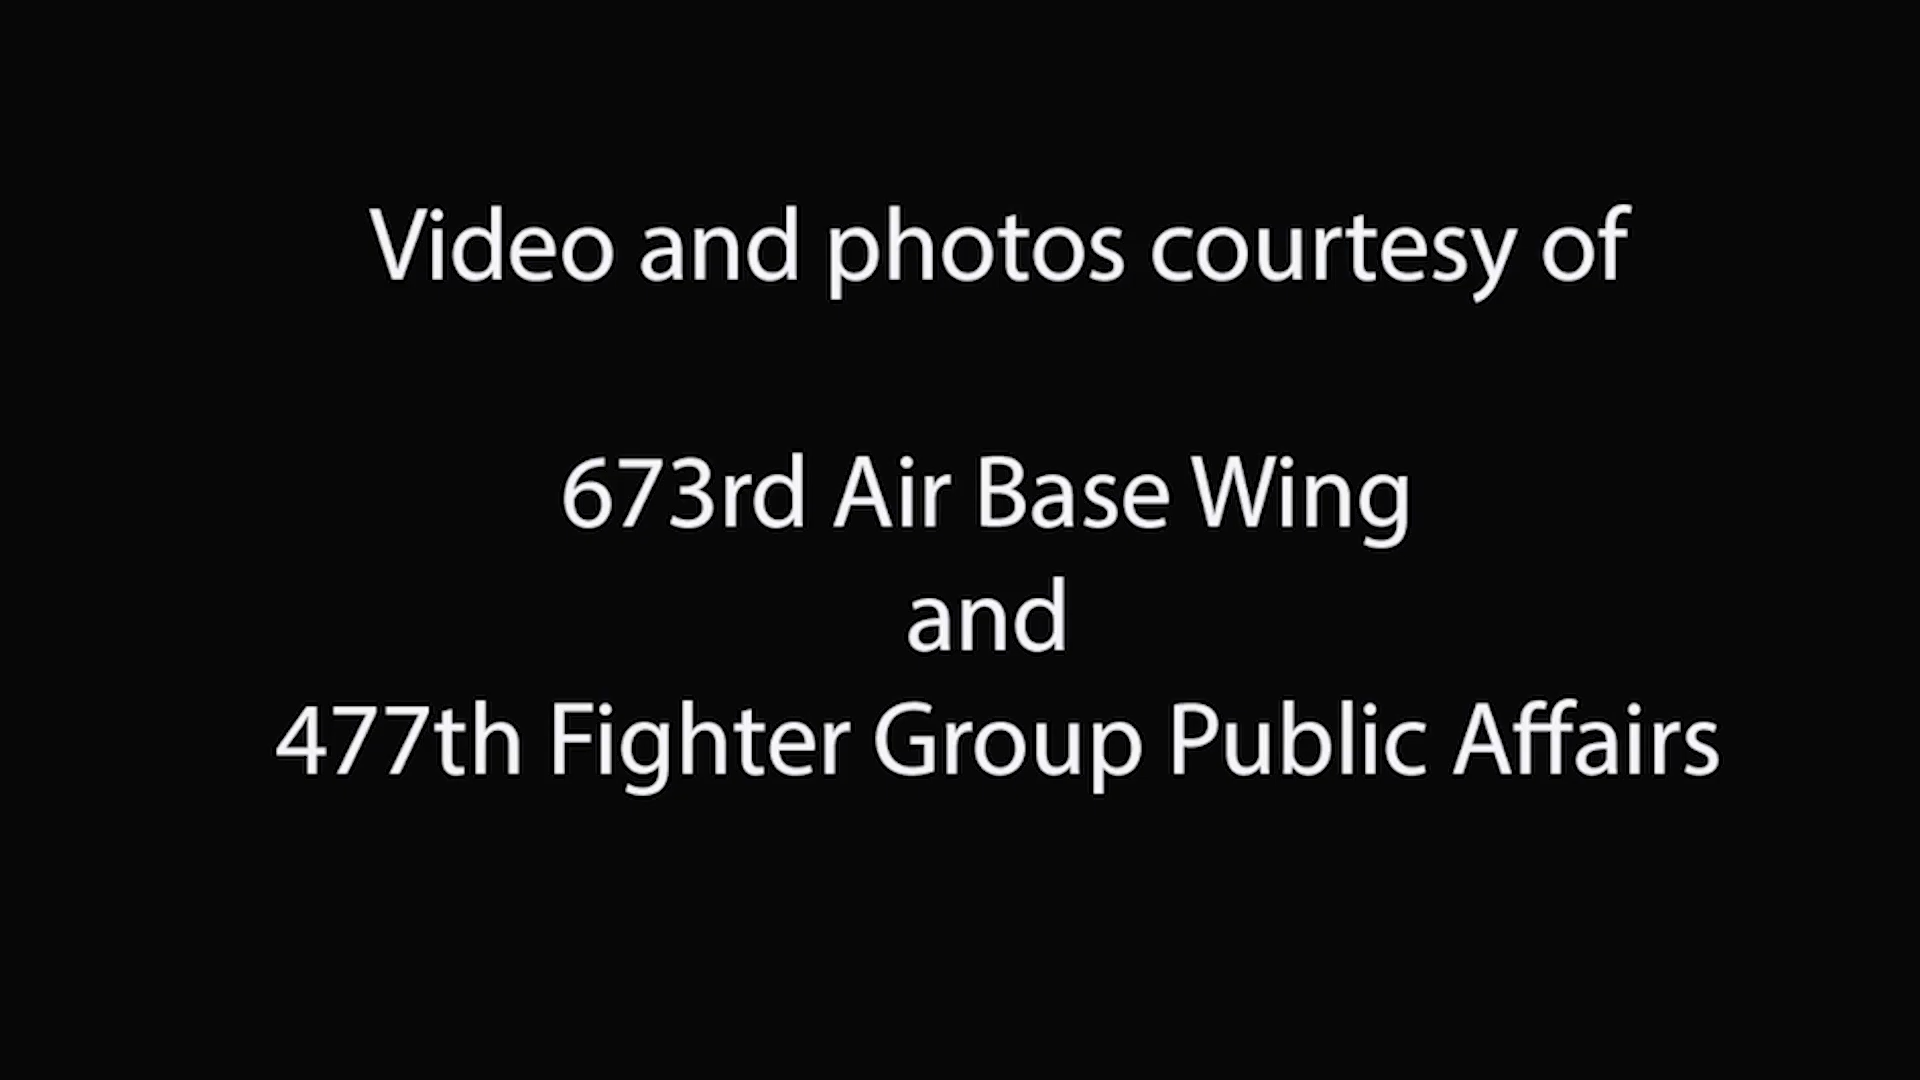 Video and photos courtesy of
673rd Air Base Wing
and
477th Fighter Group Public Affairs